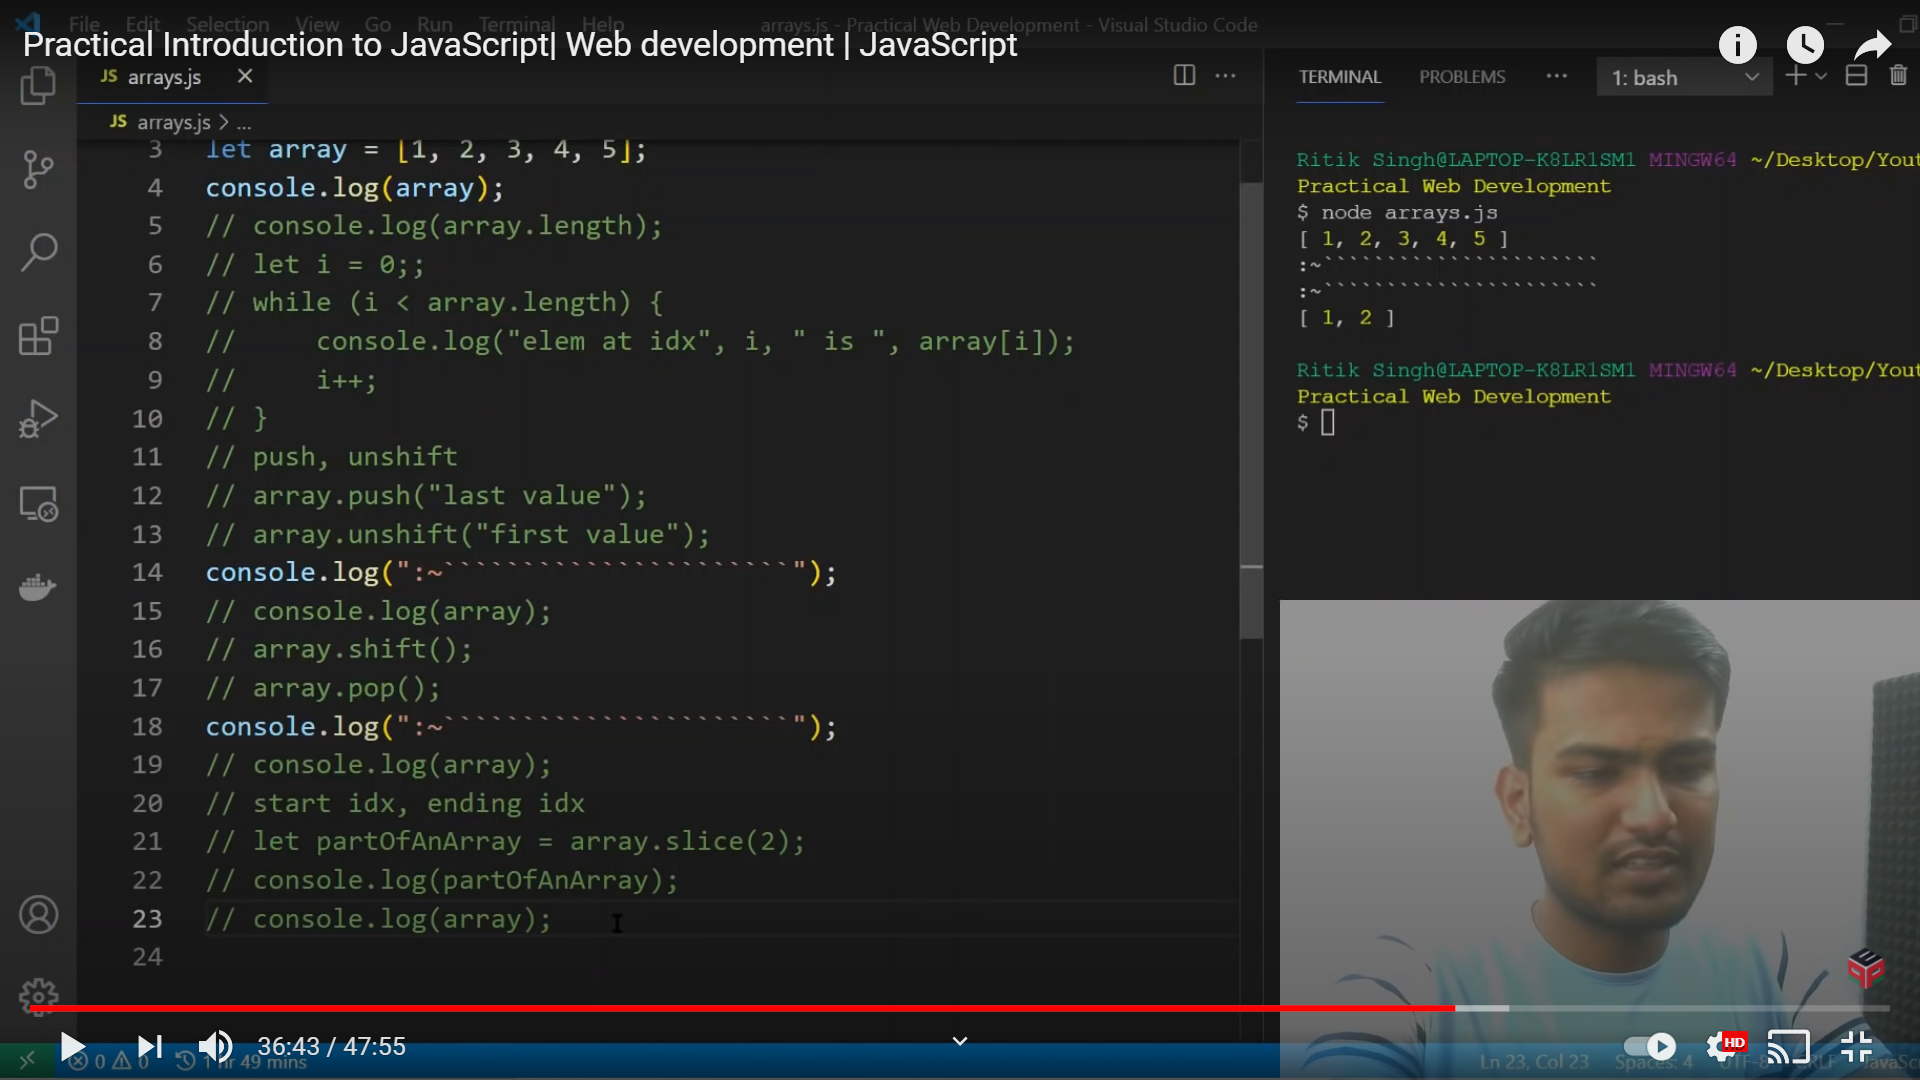 File Edit Selection View Go Run Terminal Help arrays.js - Practical Web Development - Visual Studio Code
Practical Introduction to JavaScript| Web development | JavaScript
JS arrays.js
JS arrays.js > ...
3 let array = [1, 2, 3, 4, 5];
4 console.log(array);
5 // console.log(array.length);
6 // let i = 0;;
7 // while (i < array.length) {
8 //     console.log("elem at idx", i, " is ", array[i]);
9 //     i++;
10 // }
11 // push, unshift
12 // array.push("last value");
13 // array.unshift("first value");
14 console.log(":~``````````````````````");
15 // console.log(array);
16 // array.shift();
17 // array.pop();
18 console.log(":~``````````````````````");
19 // console.log(array);
20 // start idx, ending idx
21 // let partOfAnArray = array.slice(2);
22 // console.log(partOfAnArray);
23 // console.log(array);
24
TERMINAL PROBLEMS ... 1: bash
Ritik Singh@LAPTOP-K8LR1SM1 MINGW64 ~/Desktop/Yout
Practical Web Development
$ node arrays.js
[ 1, 2, 3, 4, 5 ]
:~``````````````````````
:~``````````````````````
[ 1, 2 ]
Ritik Singh@LAPTOP-K8LR1SM1 MINGW64 ~/Desktop/Yout
Practical Web Development
$
36:43 / 47:55
HD
0 0 1 hr 49 mins
Ln 23, Col 23 Spaces: 4